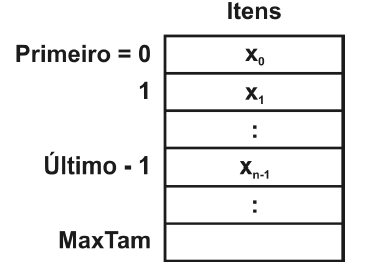 Itens
Primeiro = 0 x₀
1 x₁
:
Último - 1 xₙ₋₁
:
MaxTam